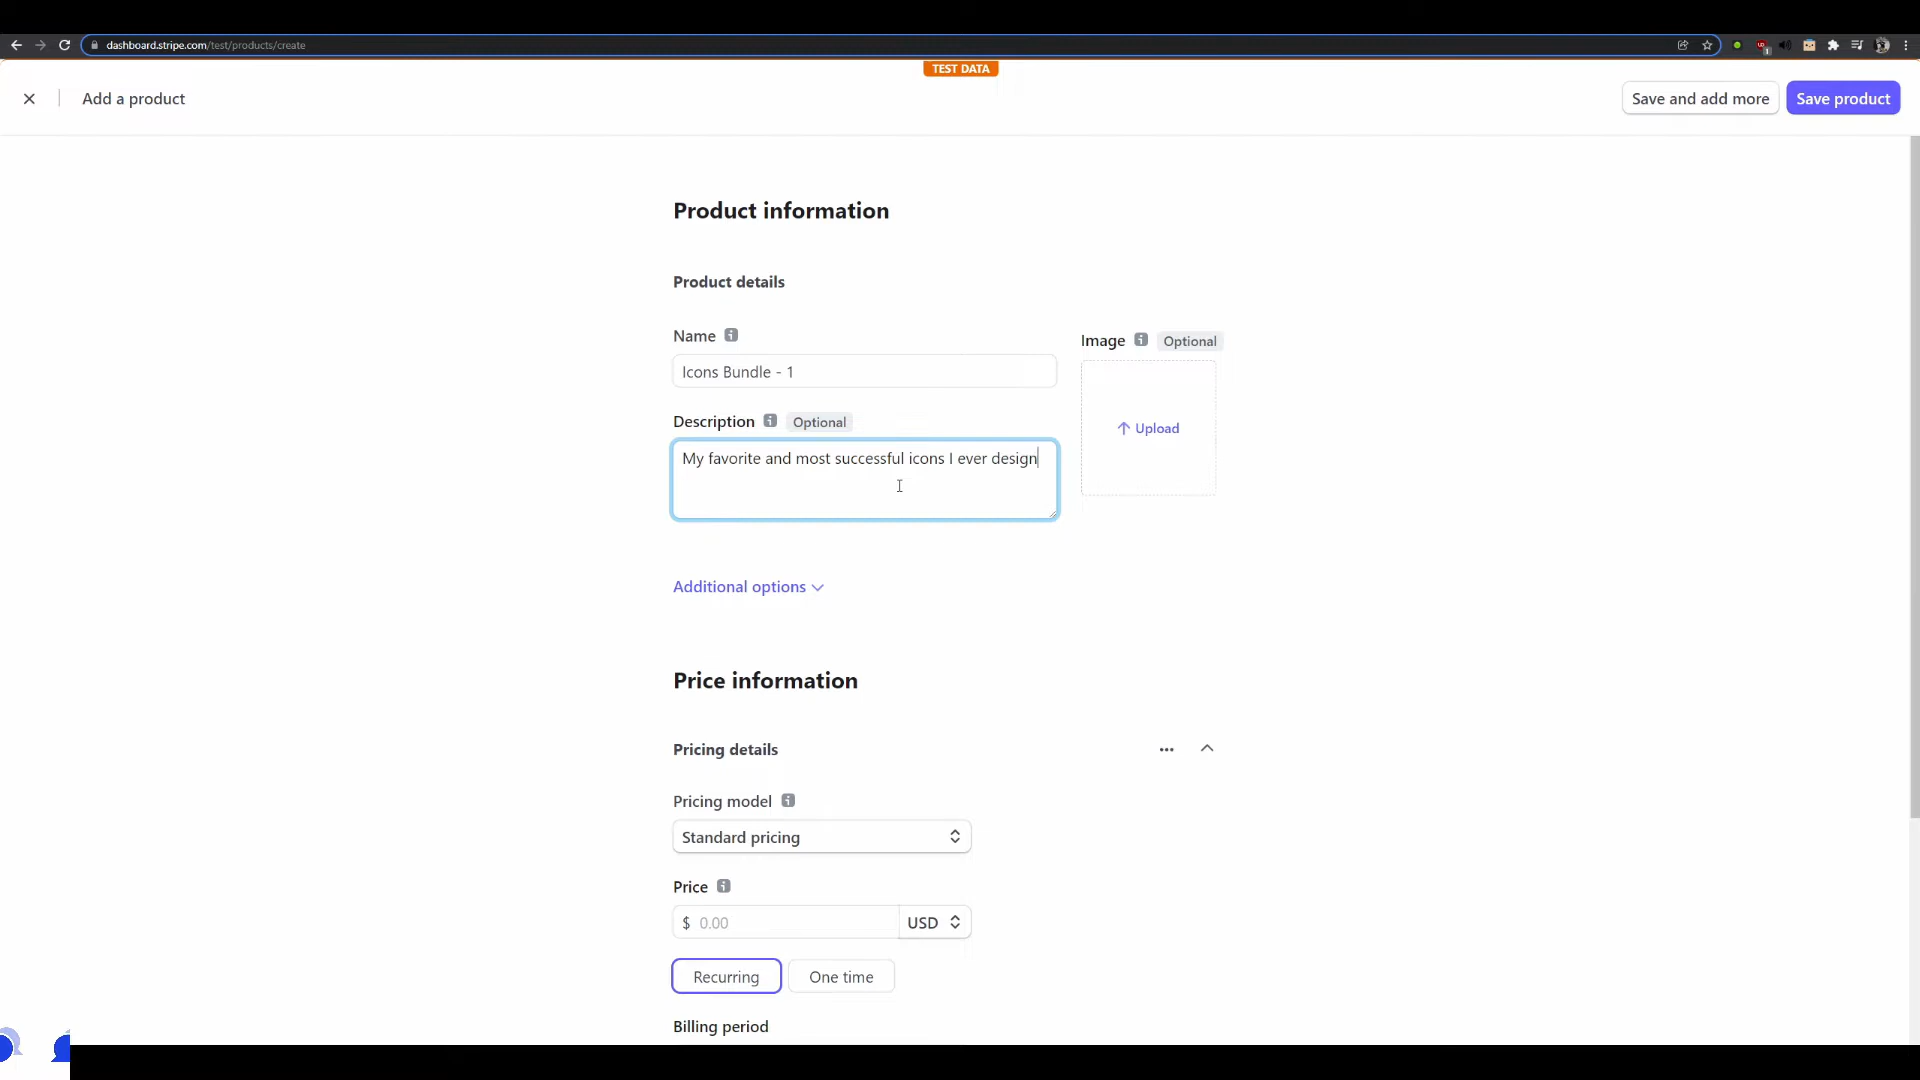 dashboard.stripe.com/test/products/create
TEST DATA
Add a product
Save and add more
Save product
Product information
Product details
Name
Image Optional
Icons Bundle - 1
Description Optional
Upload
My favorite and most successful icons I ever design
Additional options
Price information
Pricing details
Pricing model
Standard pricing
Price
$ 0.00 USD
Recurring
One time
Billing period